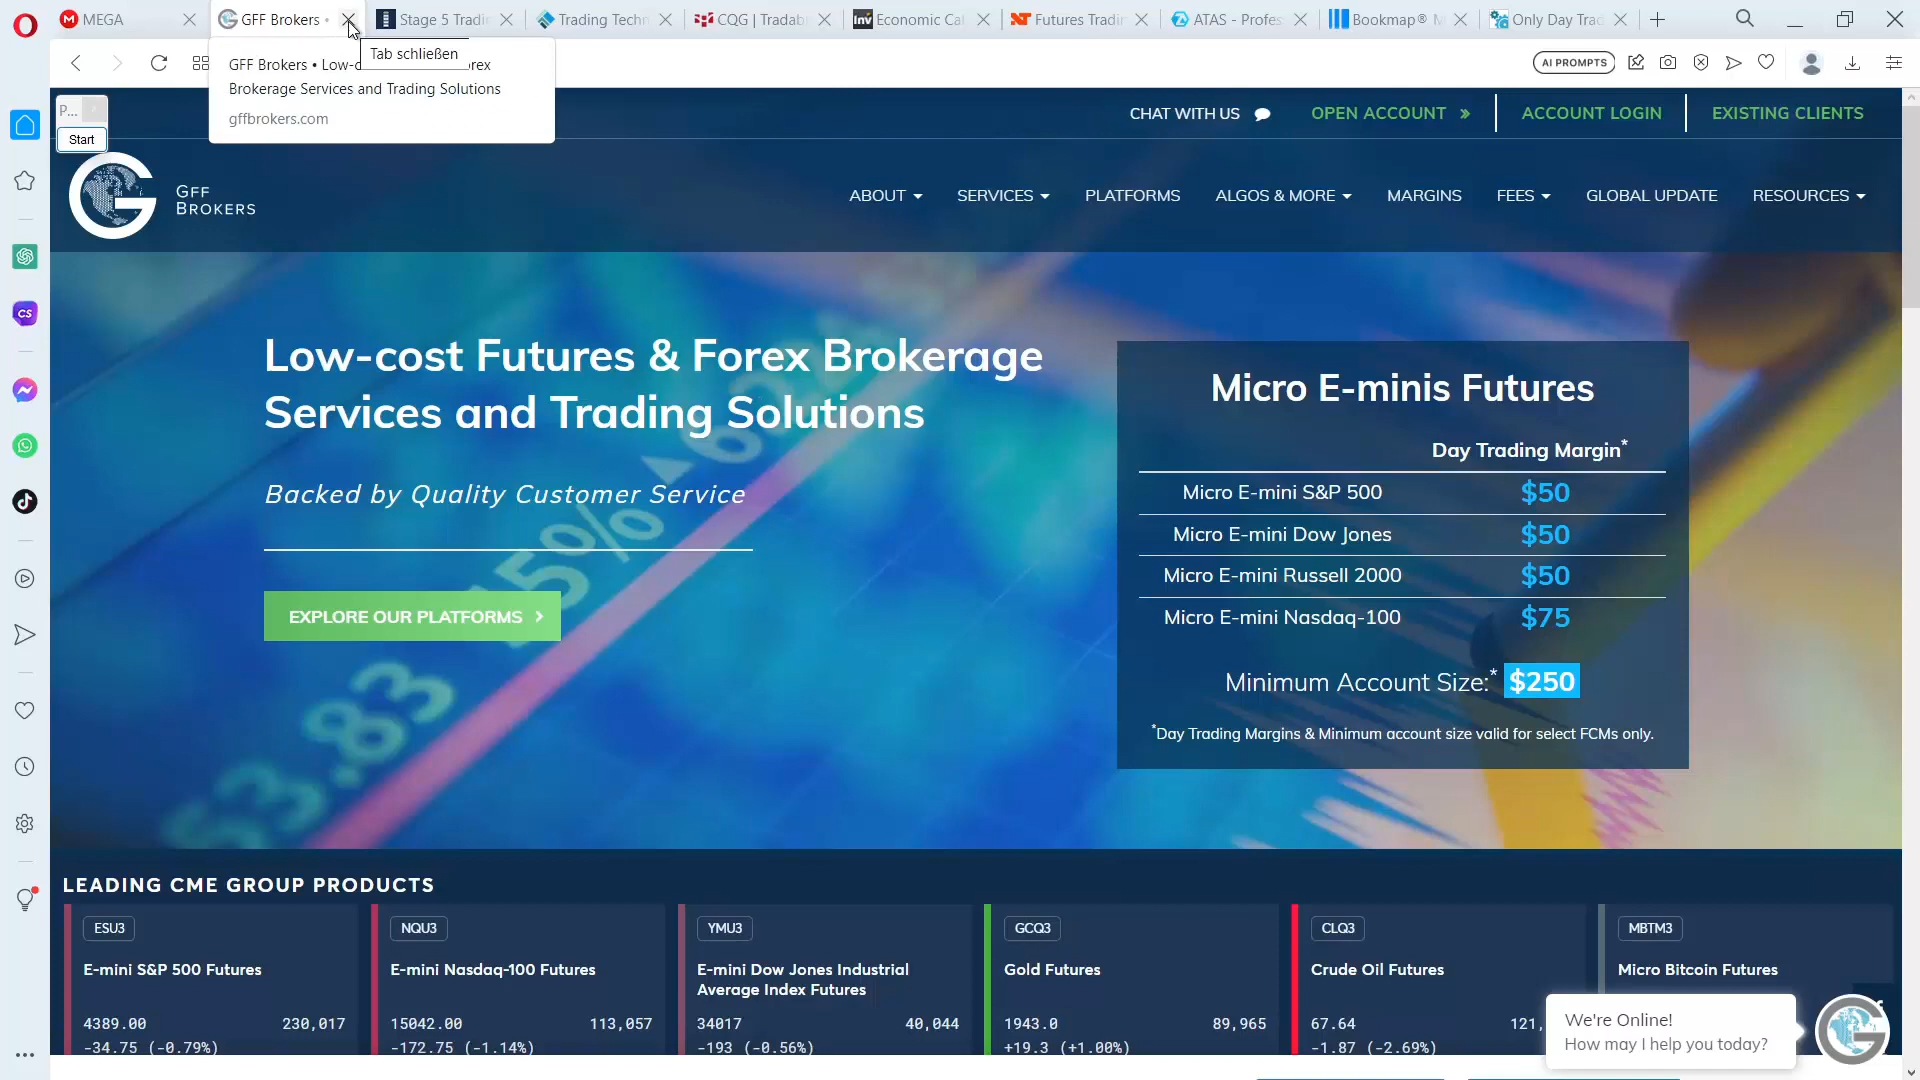 MEGA
GFF Brokers •
Stage 5 Tradin
Trading Techn
CQG | Tradabl
Economic Cal
Futures Tradin
ATAS - Profes
Bookmap® M
Only Day Trad
Tab schließen
GFF Brokers • Low-c
orex
Brokerage Services and Trading Solutions
gffbrokers.com
AI PROMPTS
P...
Start
CHAT WITH US
OPEN ACCOUNT »
ACCOUNT LOGIN
EXISTING CLIENTS
GFF
BROKERS
ABOUT
SERVICES
PLATFORMS
ALGOS & MORE
MARGINS
FEES
GLOBAL UPDATE
RESOURCES
Low-cost Futures & Forex Brokerage
Services and Trading Solutions
Backed by Quality Customer Service
EXPLORE OUR PLATFORMS
Micro E-minis Futures
Day Trading Margin*
Micro E-mini S&P 500 $50
Micro E-mini Dow Jones $50
Micro E-mini Russell 2000 $50
Micro E-mini Nasdaq-100 $75
Minimum Account Size:* $250
*Day Trading Margins & Minimum account size valid for select FCMs only.
15%
53.83
LEADING CME GROUP PRODUCTS
ESU3
E-mini S&P 500 Futures
4389.00 230,017
-34.75 (-0.79%)
NQU3
E-mini Nasdaq-100 Futures
15042.00 113,057
-172.75 (-1.14%)
YMU3
E-mini Dow Jones Industrial
Average Index Futures
34017 40,044
-193 (-0.56%)
GCQ3
Gold Futures
1943.0 89,965
+19.3 (+1.00%)
CLQ3
Crude Oil Futures
67.64 121,
-1.87 (-2.69%)
MBTM3
Micro Bitcoin Futures
We're Online!
How may I help you today?